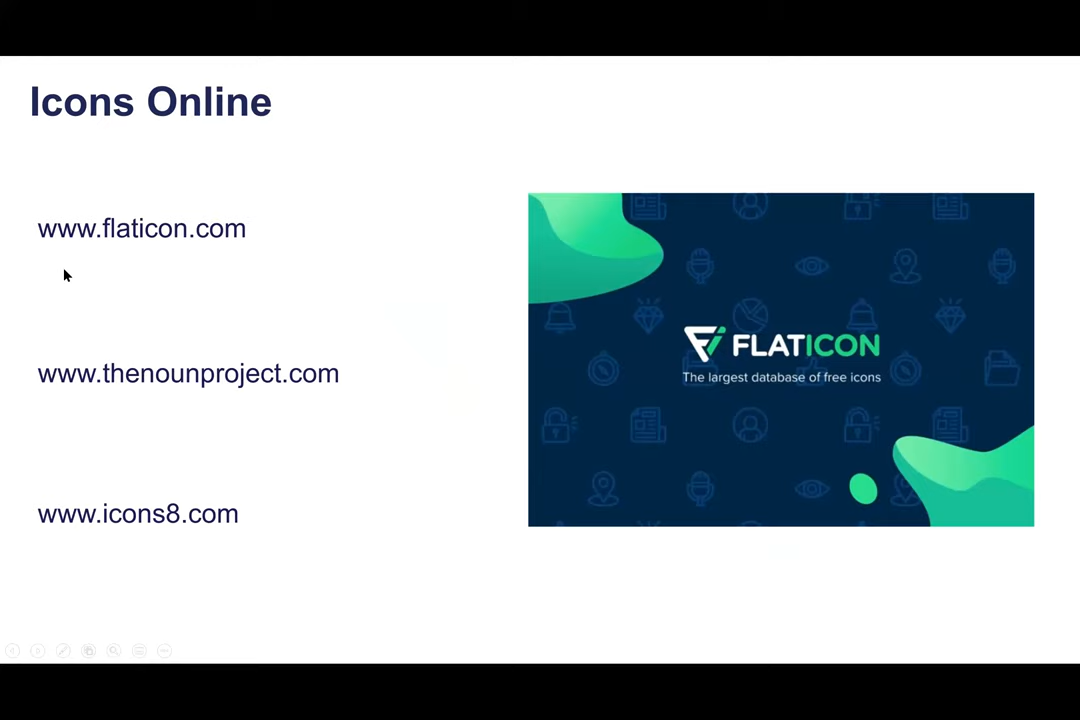 Icons Online
www.flaticon.com
www.thenounproject.com
www.icons8.com
FLATICON
The largest database of free icons